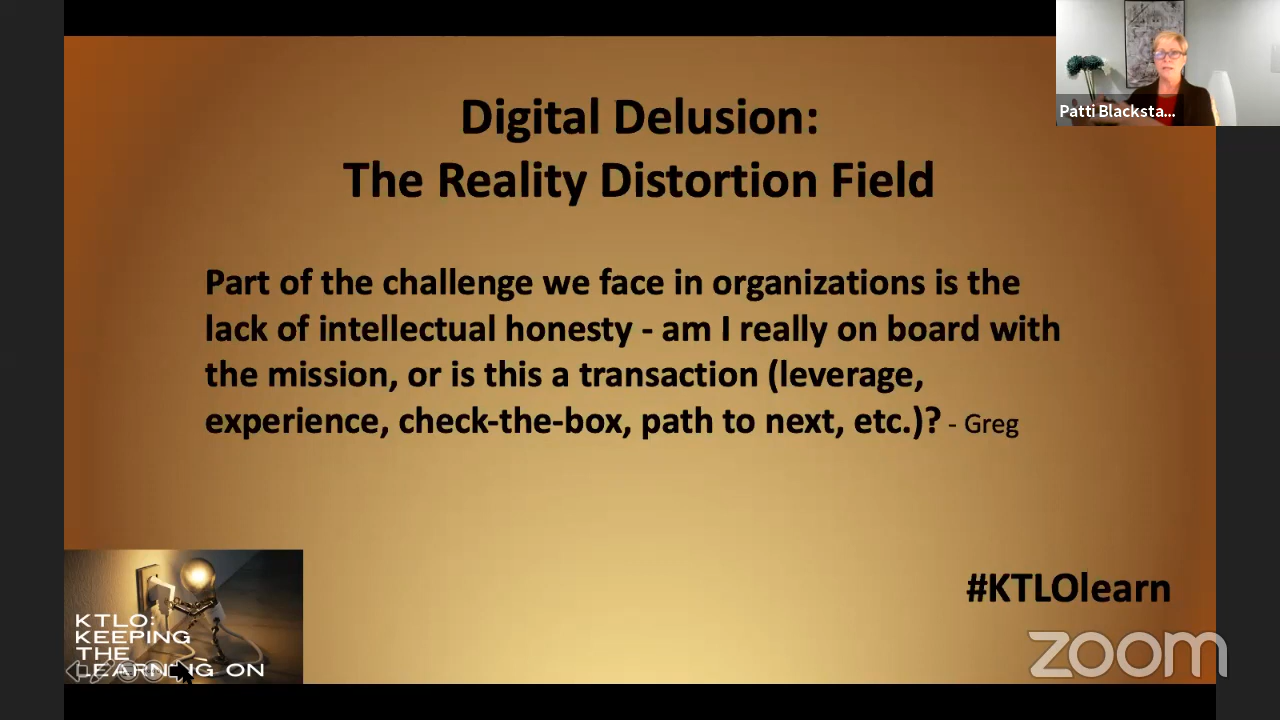 Digital Delusion:
The Reality Distortion Field
Patti Blacksta...
Part of the challenge we face in organizations is the
lack of intellectual honesty - am I really on board with
the mission, or is this a transaction (leverage,
experience, check-the-box, path to next, etc.)? - Greg
#KTLOlearn
KTLO:
KEEPING
THE
LEARNING ON
zoom